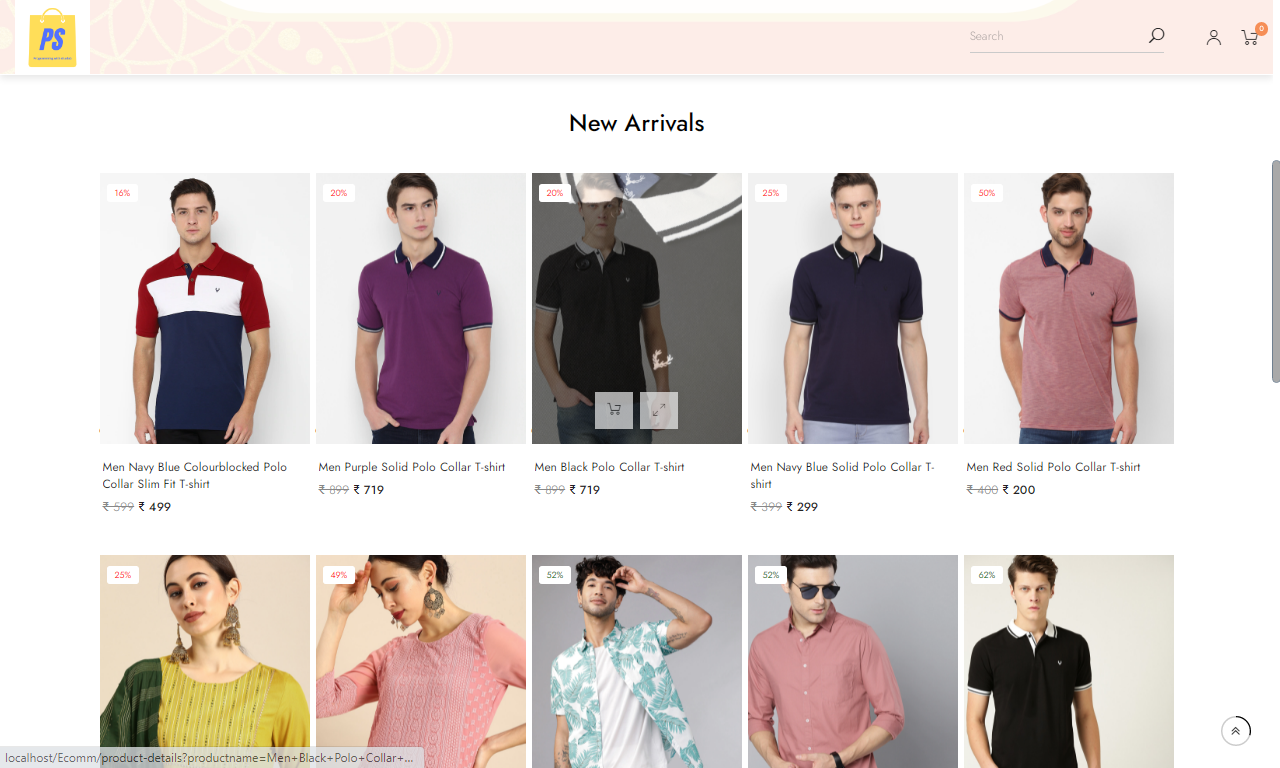 PS
Search
0
New Arrivals
16%
20%
20%
25%
50%
Men Navy Blue Colourblocked Polo
Collar Slim Fit T-shirt
₹ 599 ₹ 499
Men Purple Solid Polo Collar T-shirt
₹ 899 ₹ 719
Men Black Polo Collar T-shirt
₹ 899 ₹ 719
Men Navy Blue Solid Polo Collar T-
shirt
₹ 399 ₹ 299
Men Red Solid Polo Collar T-shirt
₹ 400 ₹ 200
25%
49%
52%
52%
62%
localhost/Ecomm/product-details?productname=Men+Black+Polo+Collar+...